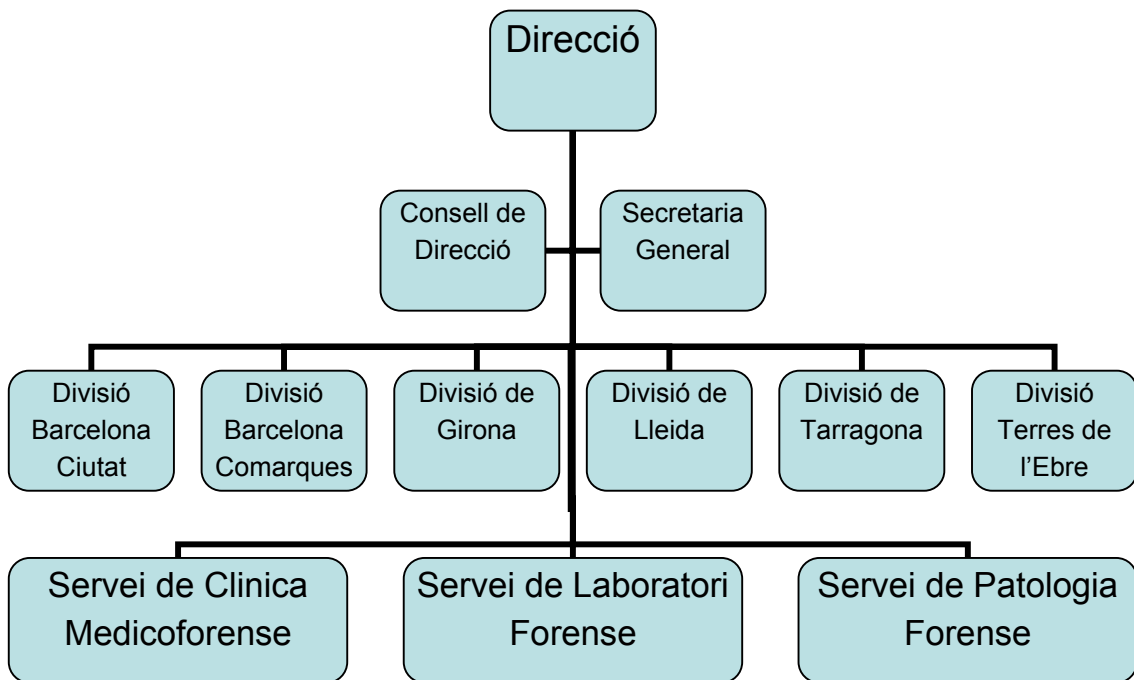 Direcció
Consell de
Direcció
Secretaria
General
Divisió
Barcelona
Ciutat
Divisió
Barcelona
Comarques
Divisió de
Girona
Divisió de
Lleida
Divisió de
Tarragona
Divisió
Terres de
l’Ebre
Servei de Clinica
Medicoforense
Servei de Laboratori
Forense
Servei de Patologia
Forense